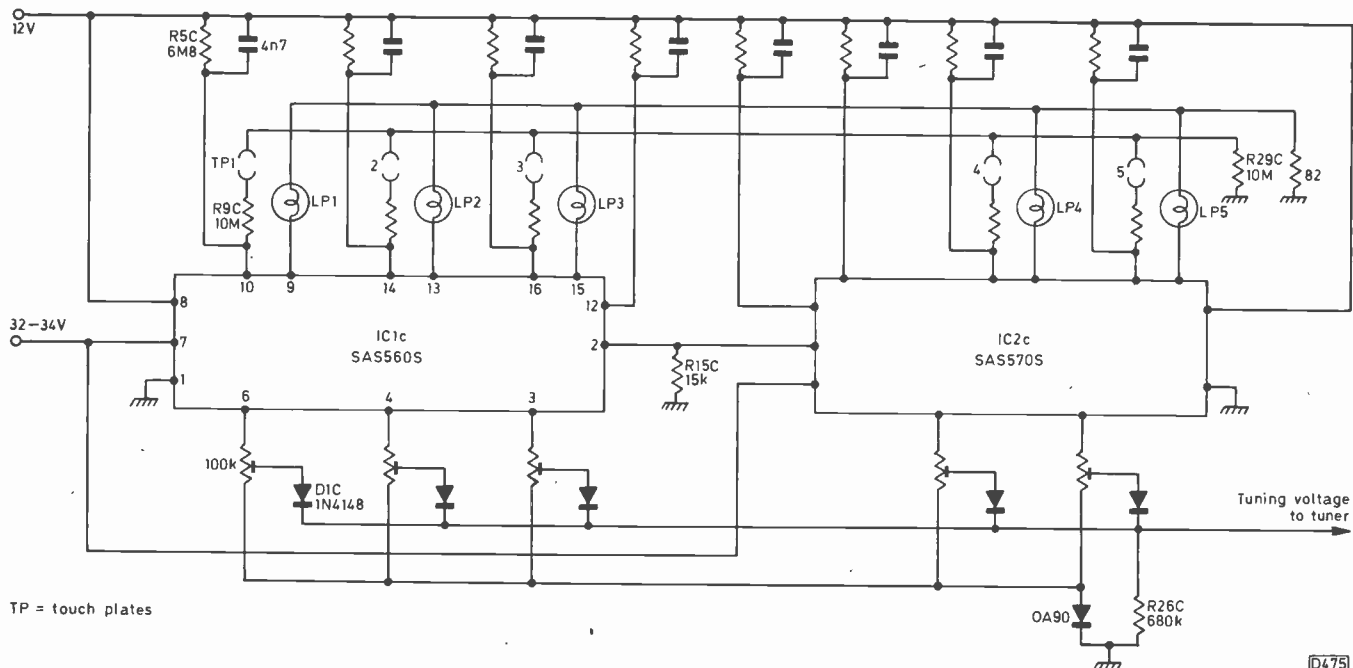 12V
R5C
6M8
4n7
TP1
R9C
10M
LP1
2
LP2
3
LP3
4
LP4
5
LP5
R29C
10M
82
10
9
14
13
16
15
8
12
32–34V
7
2
1
IC1c
SAS560S
IC2c
SAS570S
R15C
15k
6
4
3
100k
D1C
1N4148
Tuning voltage
to tuner
TP = touch plates
OA90
R26C
680k
D475